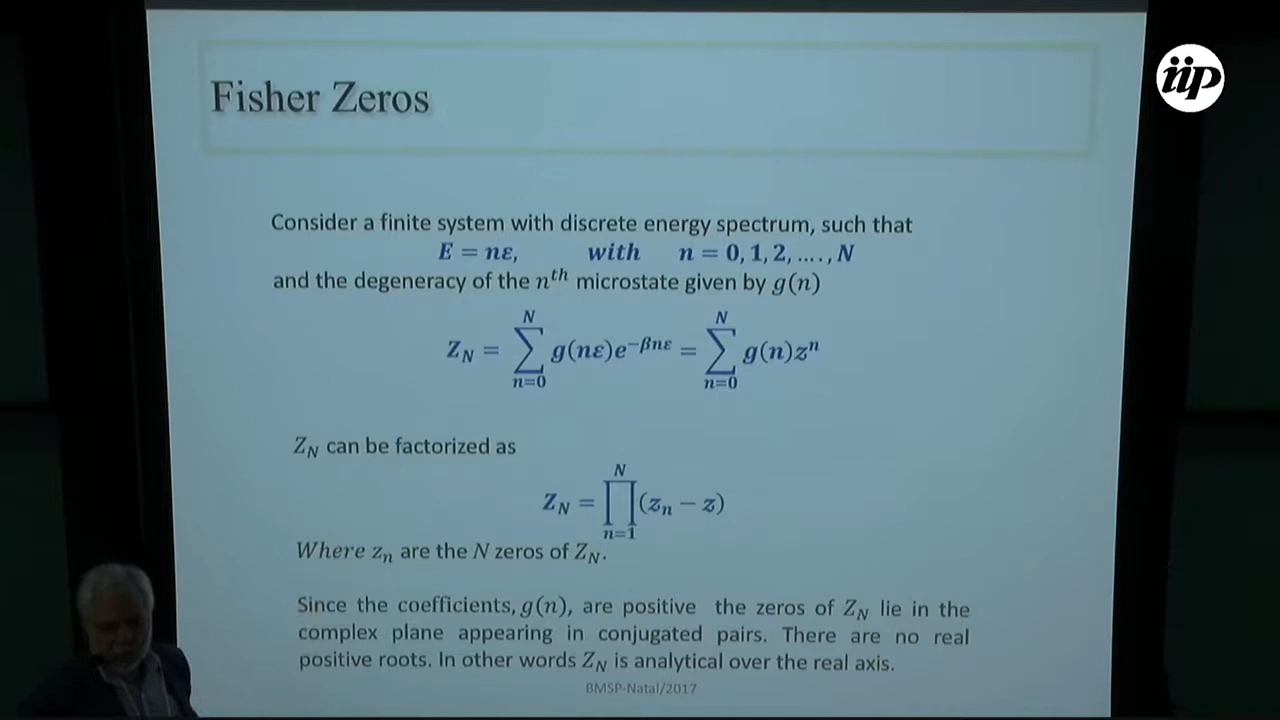 iip
Fisher Zeros
Consider a finite system with discrete energy spectrum, such that
E = nε, with n = 0, 1, 2, ...., N
and the degeneracy of the nᵗʰ microstate given by g(n)
Z_N = ∑_{n=0}^{N} g(nε)e^{−βnε} = ∑_{n=0}^{N} g(n)zⁿ
Z_N can be factorized as
Z_N = ∏_{n=1}^{N} (z_n − z)
Where z_n are the N zeros of Z_N.
Since the coefficients, g(n), are positive the zeros of Z_N lie in the
complex plane appearing in conjugated pairs. There are no real
positive roots. In other words Z_N is analytical over the real axis.
BMSP-Natal/2017